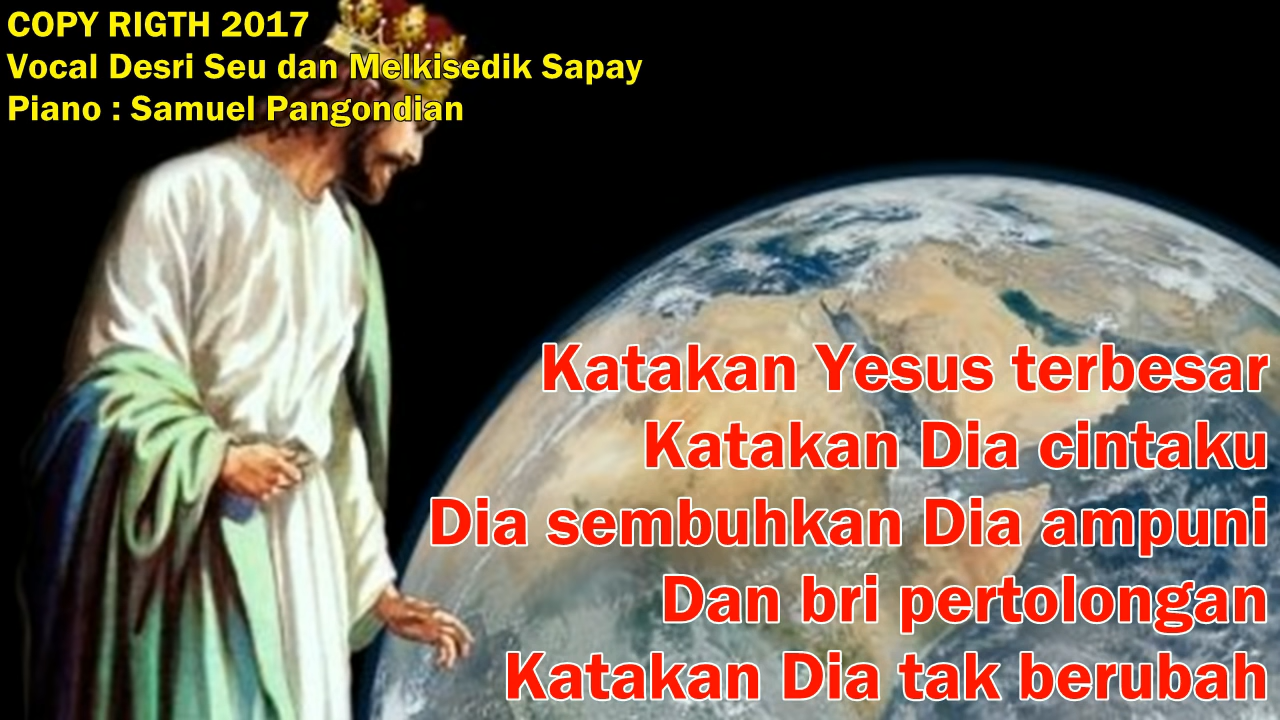 COPY RIGTH 2017
Vocal Desri Seu dan Melkisedik Sapay
Piano : Samuel Pangondian
Katakan Yesus terbesar
Katakan Dia cintaku
Dia sembuhkan Dia ampuni
Dan bri pertolongan
Katakan Dia tak berubah